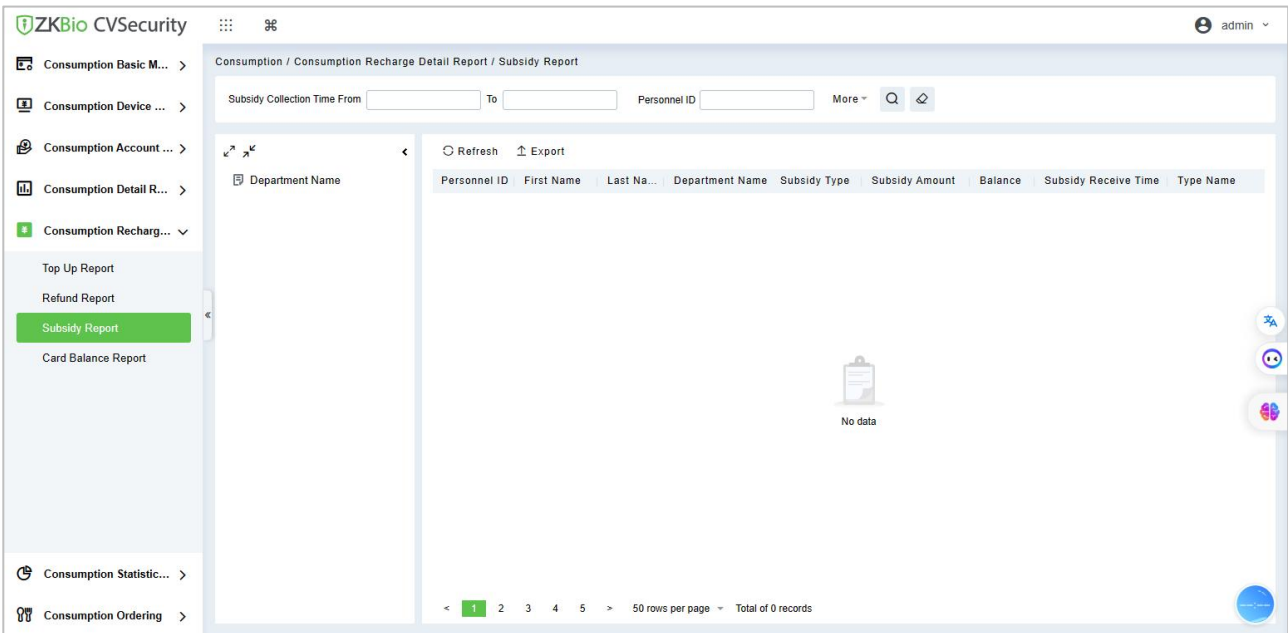 ZKBio CVSecurity
admin
Consumption Basic M...
Consumption Device ...
Consumption Account ...
Consumption Detail R...
Consumption Recharg...
Top Up Report
Refund Report
Subsidy Report
Card Balance Report
Consumption Statistic...
Consumption Ordering
Consumption / Consumption Recharge Detail Report / Subsidy Report
Subsidy Collection Time From To Personnel ID More
Department Name
Refresh Export
Personnel ID First Name Last Na... Department Name Subsidy Type Subsidy Amount Balance Subsidy Receive Time Type Name
No data
< 1 2 3 4 5 > 50 rows per page Total of 0 records